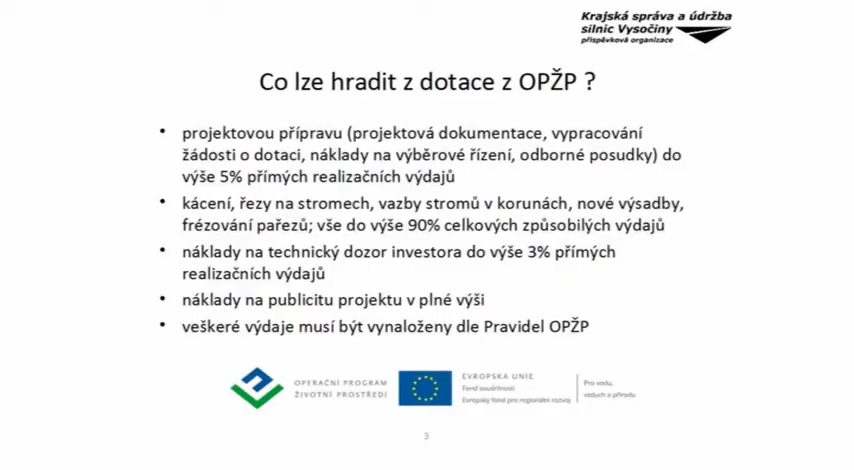 Krajská správa a údržba
silnic Vysočiny
příspěvková organizace
Co lze hradit z dotace z OPŽP ?
• projektovou přípravu (projektová dokumentace, vypracování
žádosti o dotaci, náklady na výběrové řízení, odborné posudky) do
výše 5% přímých realizačních výdajů
• kácení, řezy na stromech, vazby stromů v korunách, nové výsadby,
frézování pařezů; vše do výše 90% celkových způsobilých výdajů
• náklady na technický dozor investora do výše 3% přímých
realizačních výdajů
• náklady na publicitu projektu v plné výši
• veškeré výdaje musí být vynaloženy dle Pravidel OPŽP
OPERAČNÍ PROGRAM
ŽIVOTNÍ PROSTŘEDÍ
EVROPSKÁ UNIE
Fond soudržnosti
Evropský fond pro regionální rozvoj
Pro vodu,
vzduch a přírodu
3